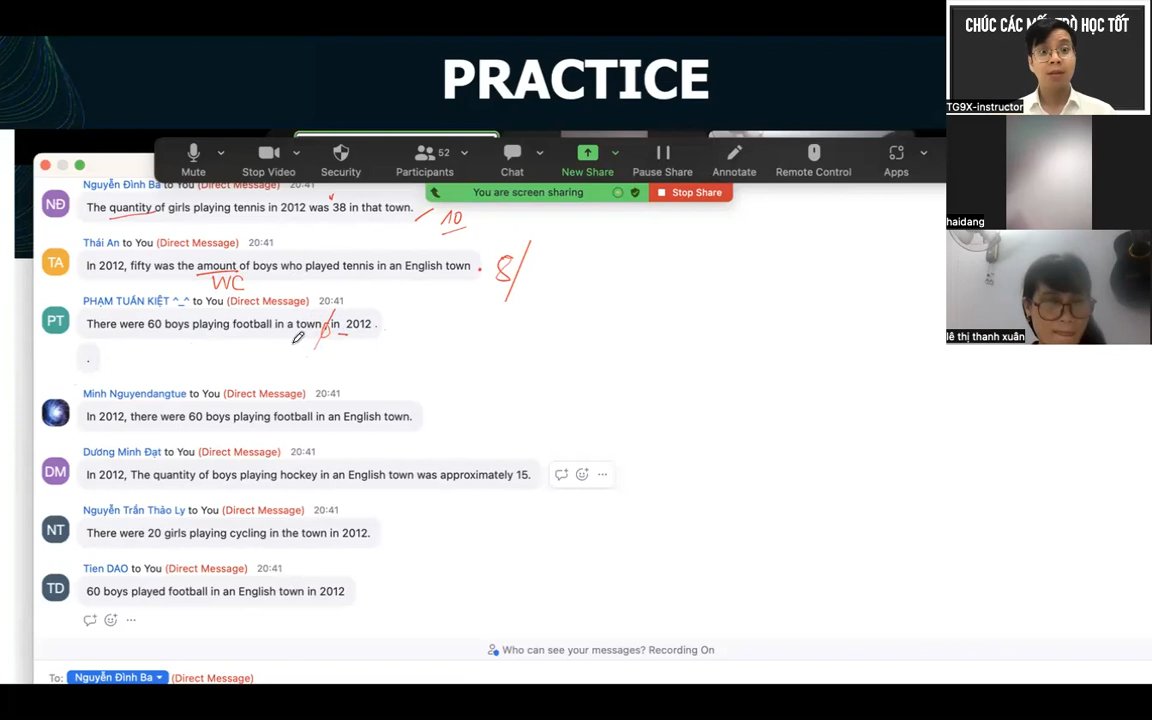 PRACTICE
CHÚC CÁC MÔN TRÒ HỌC TỐT
TG9X-instructor
haidang
lê thị thanh xuân
Mute
Stop Video
Security
52
Participants
Chat
New Share
Pause Share
Annotate
Remote Control
Apps
You are screen sharing
Stop Share
NĐ
Nguyễn Đình Ba to You (Direct Message) 20:41
The quantity of girls playing tennis in 2012 was 38 in that town.
10
Thái An to You (Direct Message) 20:41
TA
In 2012, fifty was the amount of boys who played tennis in an English town
. 8/
WC
PHẠM TUẤN KIỆT ^_^ to You (Direct Message) 20:41
PT
There were 60 boys playing football in a town in 2012 .
.
Minh Nguyendangtue to You (Direct Message) 20:41
In 2012, there were 60 boys playing football in an English town.
Dương Minh Đạt to You (Direct Message) 20:41
DM
In 2012, The quantity of boys playing hockey in an English town was approximately 15.
Nguyễn Trần Thảo Ly to You (Direct Message) 20:41
NT
There were 20 girls playing cycling in the town in 2012.
Tien DAO to You (Direct Message) 20:41
TD
60 boys played football in an English town in 2012
Who can see your messages? Recording On
To: Nguyễn Đình Ba (Direct Message)